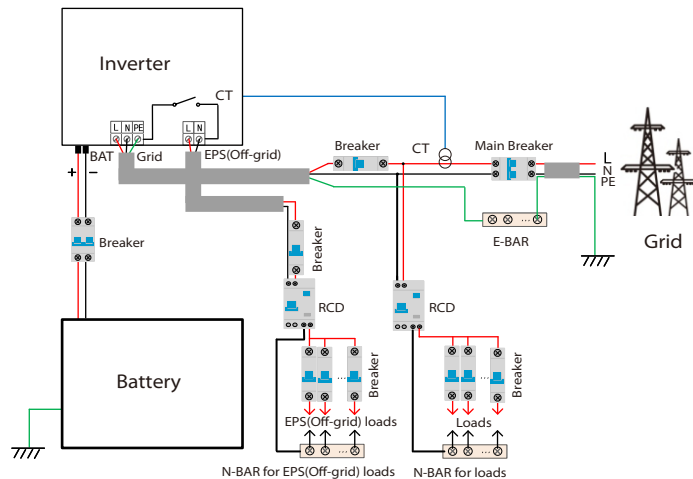 Inverter
CT
L N PE
L N
BAT
Grid
EPS(Off-grid)
+
−
Breaker
CT
Main Breaker
L
N
PE
Grid
E-BAR
Breaker
Breaker
RCD
RCD
Battery
...
Breaker
...
Breaker
EPS(Off-grid) loads
Loads
N-BAR for EPS(Off-grid) loads
N-BAR for loads